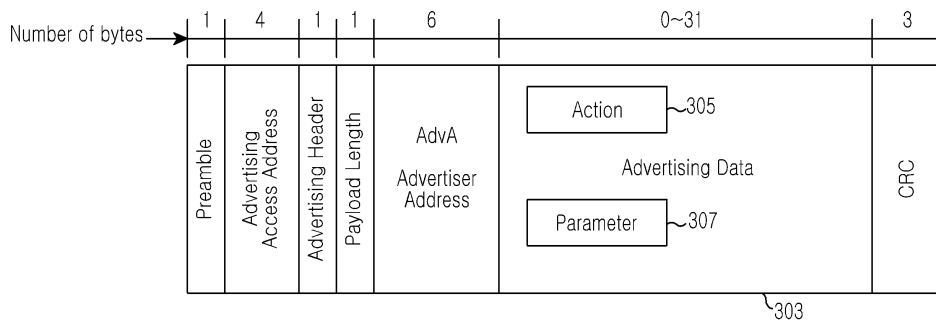 1 4 1 1 6 0~31 3
Number of bytes
Preamble
Advertising
Access Address
Advertising Header
Payload Length
AdvA
Advertiser
Address
Action
305
Advertising Data
Parameter
307
CRC
303